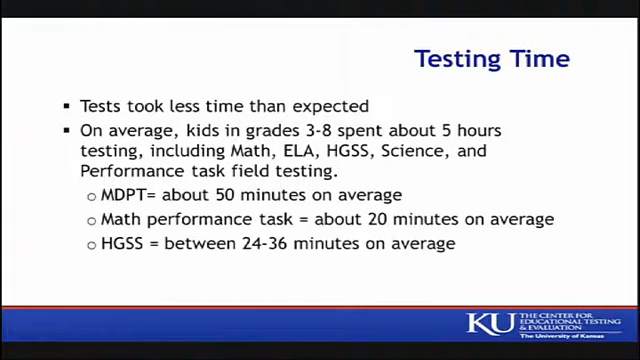 Testing Time
▪ Tests took less time than expected
▪ On average, kids in grades 3-8 spent about 5 hours
testing, including Math, ELA, HGSS, Science, and
Performance task field testing.
o MDPT= about 50 minutes on average
o Math performance task = about 20 minutes on average
o HGSS = between 24-36 minutes on average
KU THE CENTER FOR
EDUCATIONAL TESTING
& EVALUATION
The University of Kansas